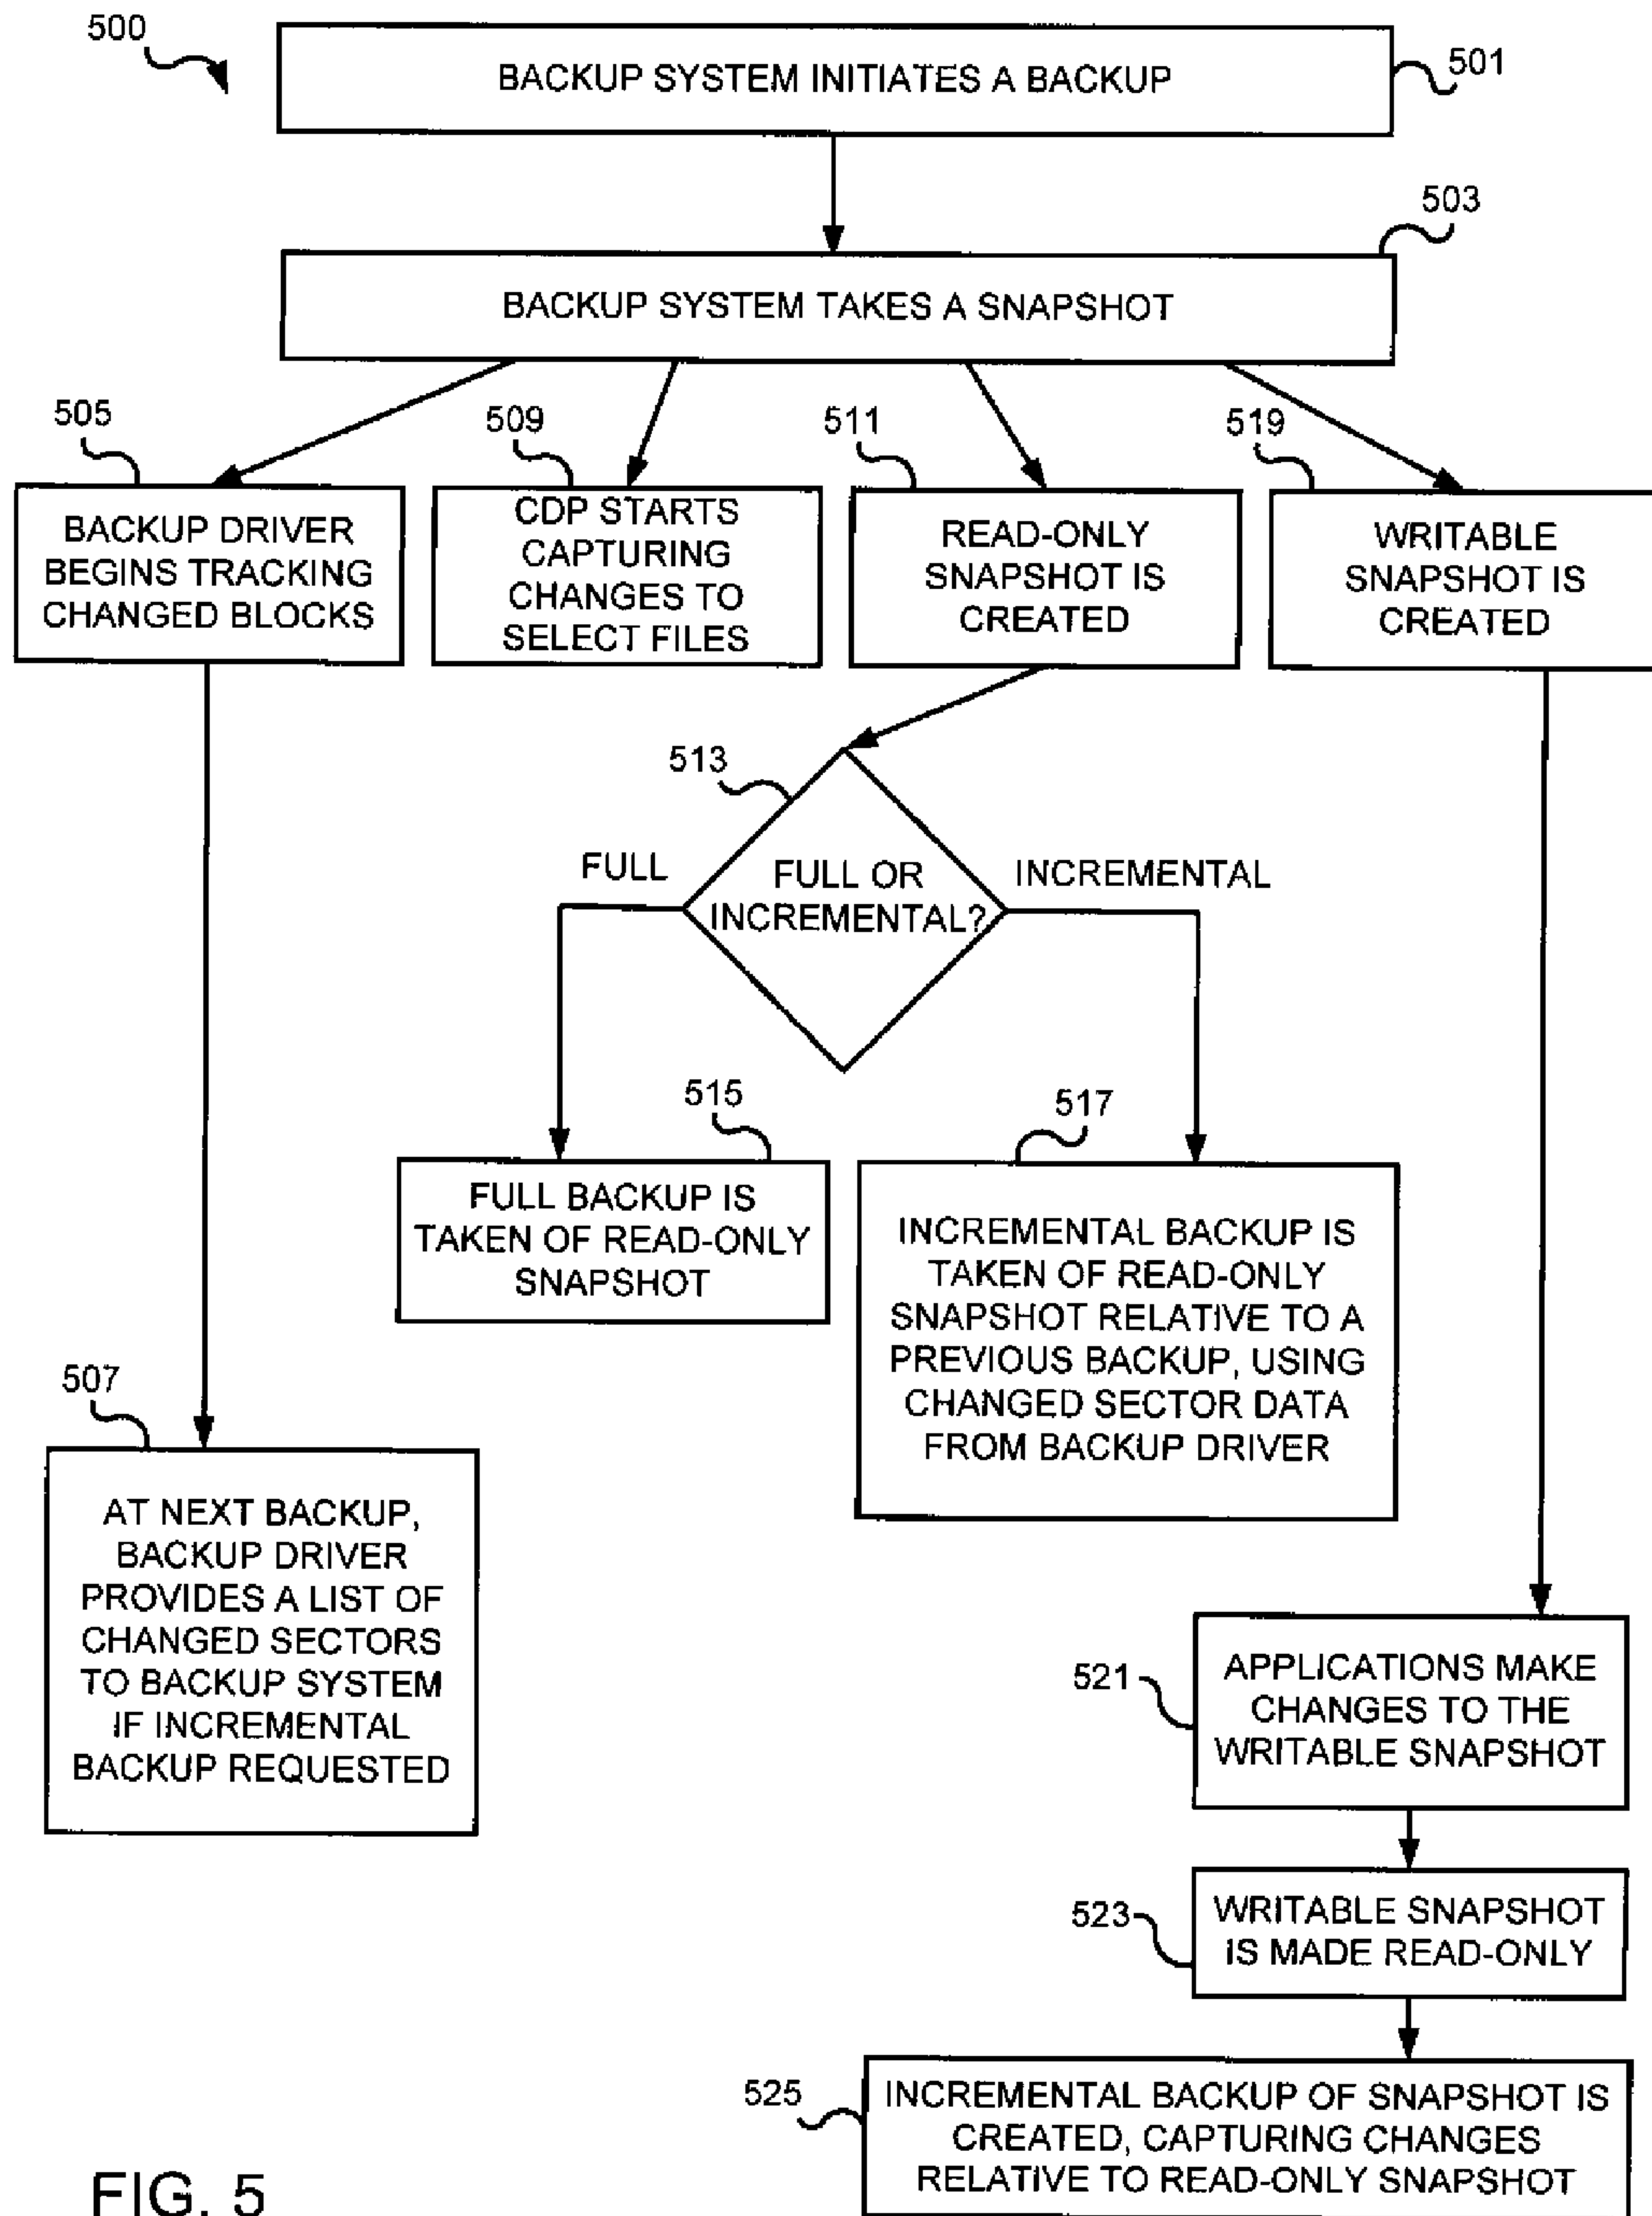 500
BACKUP SYSTEM INITIATES A BACKUP
501
503
BACKUP SYSTEM TAKES A SNAPSHOT
505
509
511
519
BACKUP DRIVER
BEGINS TRACKING
CHANGED BLOCKS
CDP STARTS
CAPTURING
CHANGES TO
SELECT FILES
READ-ONLY
SNAPSHOT IS
CREATED
WRITABLE
SNAPSHOT IS
CREATED
513
FULL
FULL OR
INCREMENTAL?
INCREMENTAL
515
517
FULL BACKUP IS
TAKEN OF READ-ONLY
SNAPSHOT
INCREMENTAL BACKUP IS
TAKEN OF READ-ONLY
SNAPSHOT RELATIVE TO A
PREVIOUS BACKUP, USING
CHANGED SECTOR DATA
FROM BACKUP DRIVER
507
AT NEXT BACKUP,
BACKUP DRIVER
PROVIDES A LIST OF
CHANGED SECTORS
TO BACKUP SYSTEM
IF INCREMENTAL
BACKUP REQUESTED
521
APPLICATIONS MAKE
CHANGES TO THE
WRITABLE SNAPSHOT
523
WRITABLE SNAPSHOT
IS MADE READ-ONLY
525
INCREMENTAL BACKUP OF SNAPSHOT IS
CREATED, CAPTURING CHANGES
RELATIVE TO READ-ONLY SNAPSHOT
FIG. 5